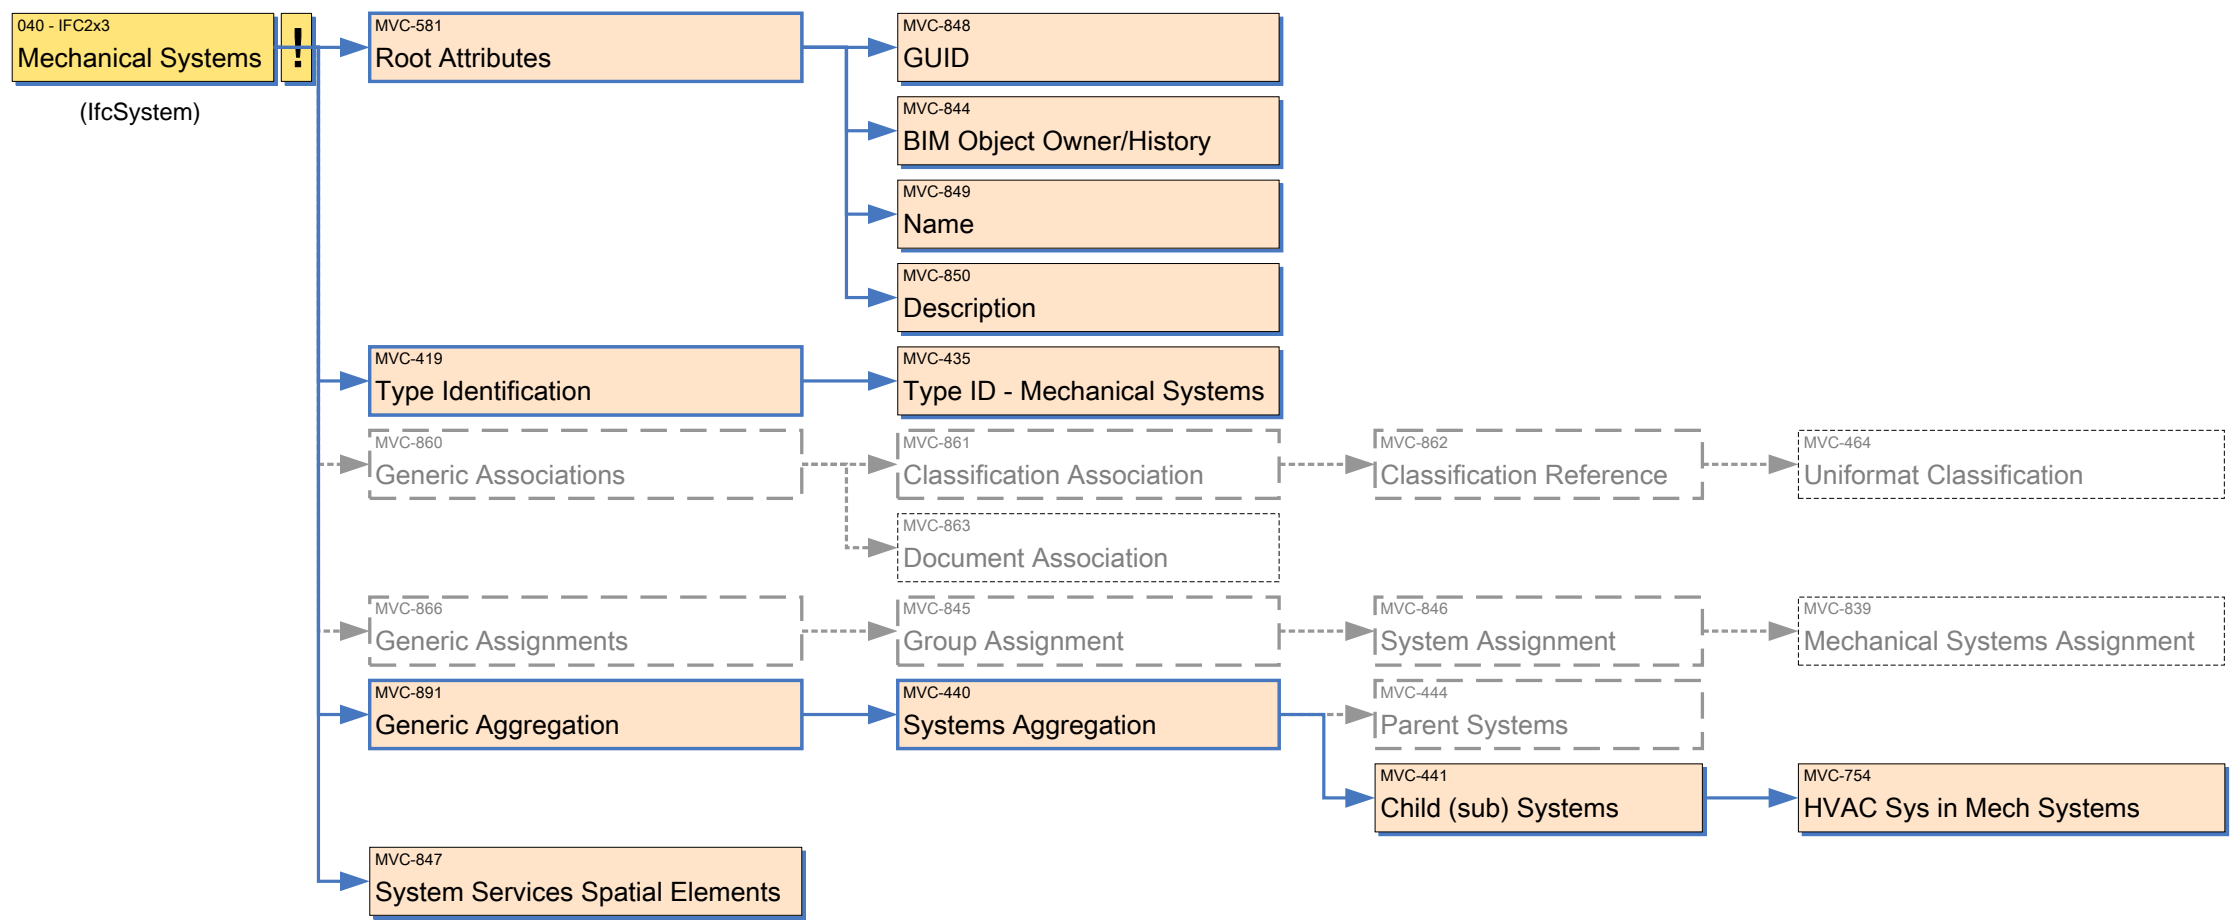 040 - IFC2x3
Mechanical Systems
!
(IfcSystem)
MVC-581
Root Attributes
MVC-848
GUID
MVC-844
BIM Object Owner/History
MVC-849
Name
MVC-850
Description
MVC-419
Type Identification
MVC-435
Type ID - Mechanical Systems
MVC-860
Generic Associations
MVC-861
Classification Association
MVC-862
Classification Reference
MVC-464
Uniformat Classification
MVC-863
Document Association
MVC-866
Generic Assignments
MVC-845
Group Assignment
MVC-846
System Assignment
MVC-839
Mechanical Systems Assignment
MVC-891
Generic Aggregation
MVC-440
Systems Aggregation
MVC-444
Parent Systems
MVC-441
Child (sub) Systems
MVC-754
HVAC Sys in Mech Systems
MVC-847
System Services Spatial Elements